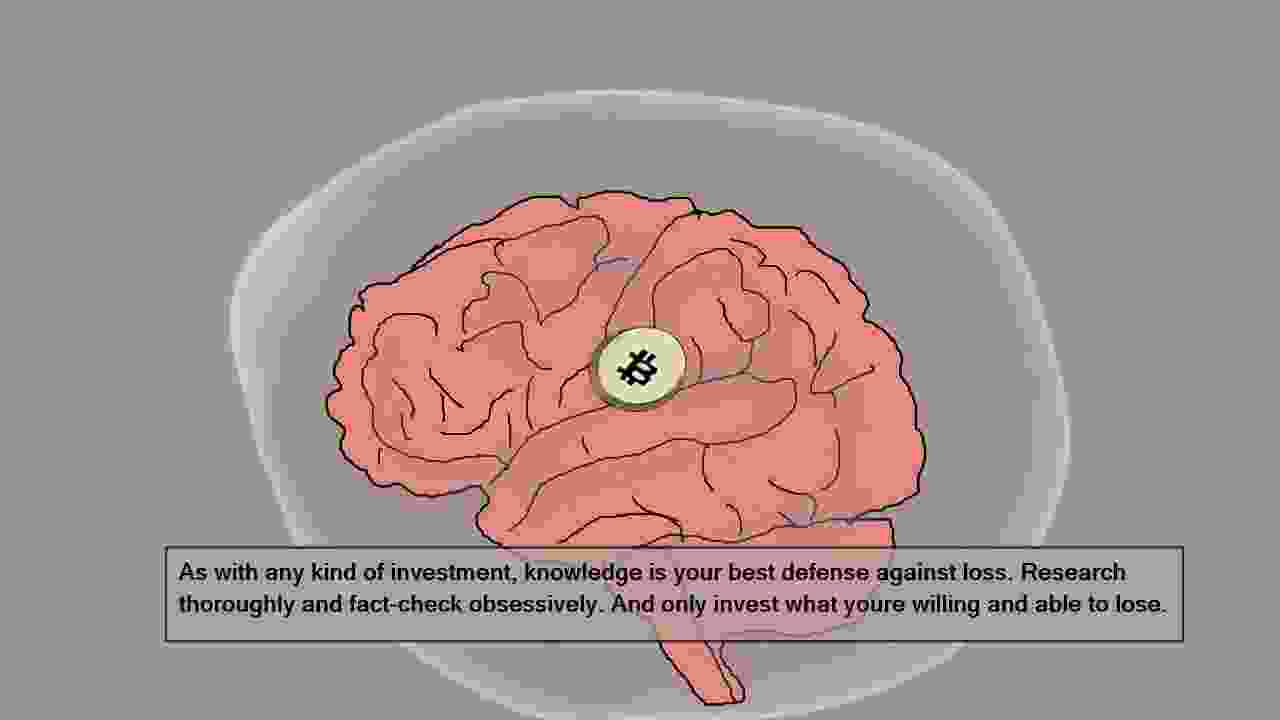 As with any kind of investment, knowledge is your best defense against loss. Research
thoroughly and fact-check obsessively. And only invest what youre willing and able to lose.